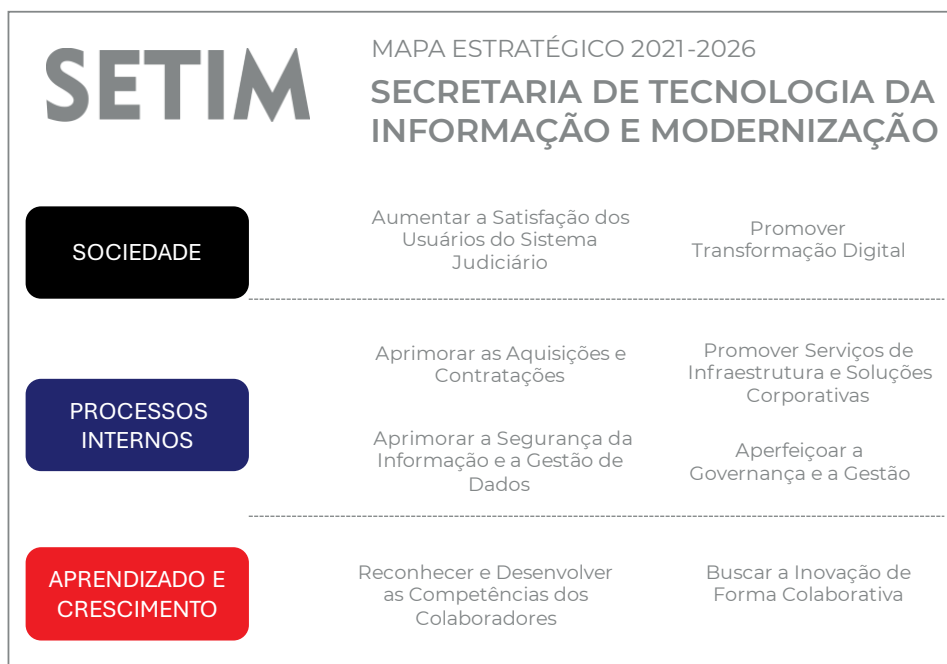 SETIM
MAPA ESTRATÉGICO 2021-2026
SECRETARIA DE TECNOLOGIA DA
INFORMAÇÃO E MODERNIZAÇÃO
SOCIEDADE
Aumentar a Satisfação dos
Usuários do Sistema
Judiciário
Promover
Transformação Digital
PROCESSOS
INTERNOS
Aprimorar as Aquisições e
Contratações
Promover Serviços de
Infraestrutura e Soluções
Corporativas
Aprimorar a Segurança da
Informação e a Gestão de
Dados
Aperfeiçoar a
Governança e a Gestão
APRENDIZADO E
CRESCIMENTO
Reconhecer e Desenvolver
as Competências dos
Colaboradores
Buscar a Inovação de
Forma Colaborativa